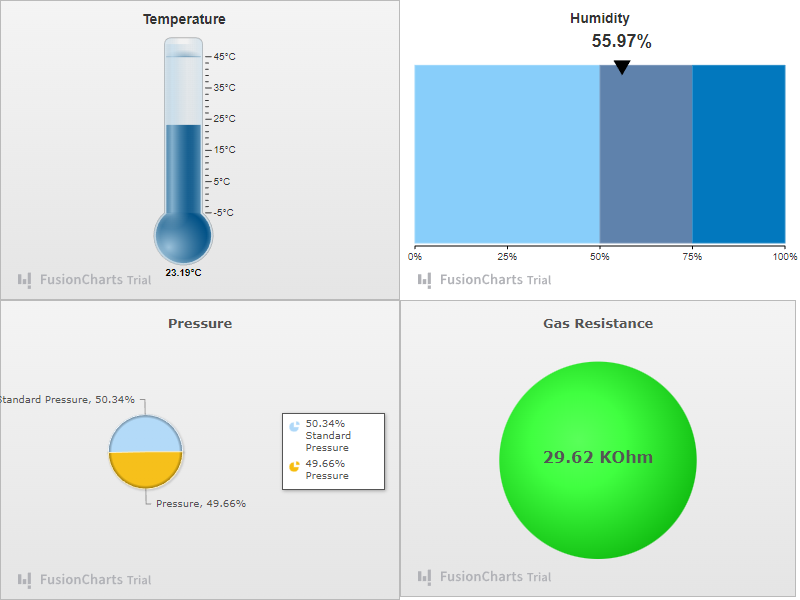 Temperature
45°C
35°C
25°C
15°C
5°C
-5°C
23.19°C
FusionCharts Trial
Humidity
55.97%
0%
25%
50%
75%
100%
FusionCharts Trial
Pressure
Standard Pressure, 50.34%
Pressure, 49.66%
50.34%
Standard
Pressure
49.66%
Pressure
FusionCharts Trial
Gas Resistance
29.62 KOhm
FusionCharts Trial